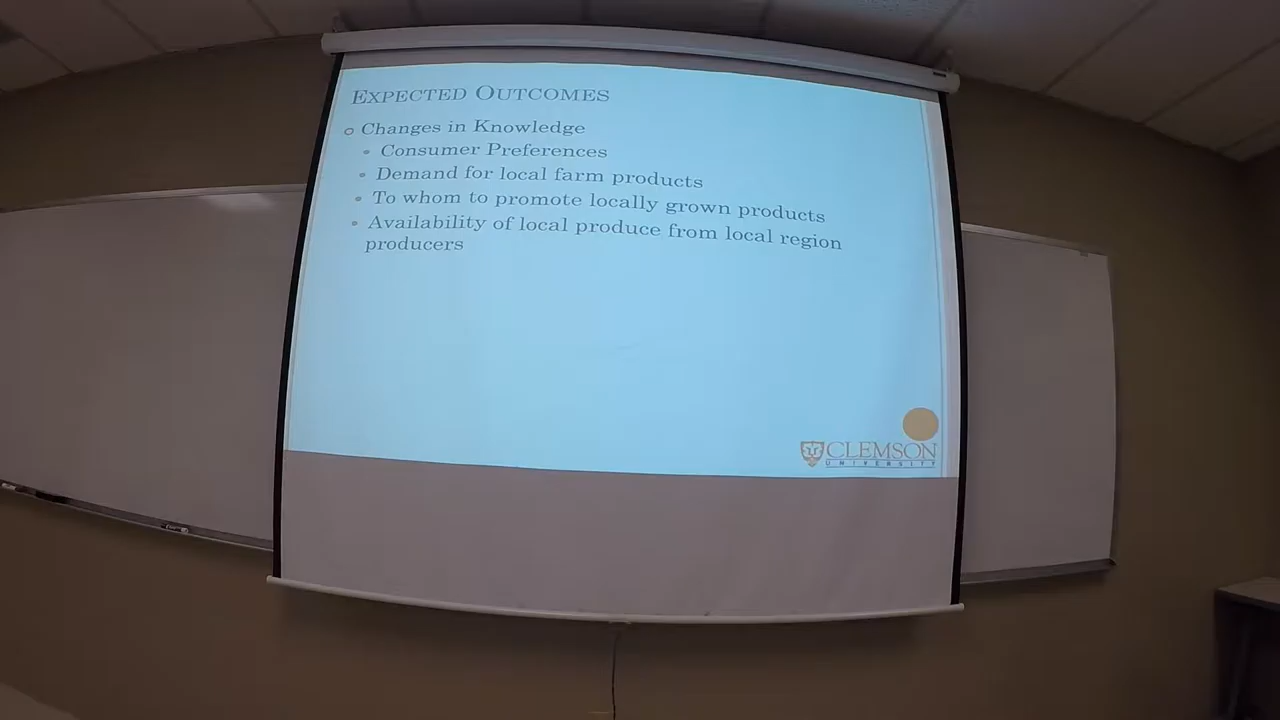 EXPECTED OUTCOMES
Changes in Knowledge
Consumer Preferences
Demand for local farm products
To whom to promote locally grown products
Availability of local produce from local region
producers
CLEMSON
UNIVERSITY